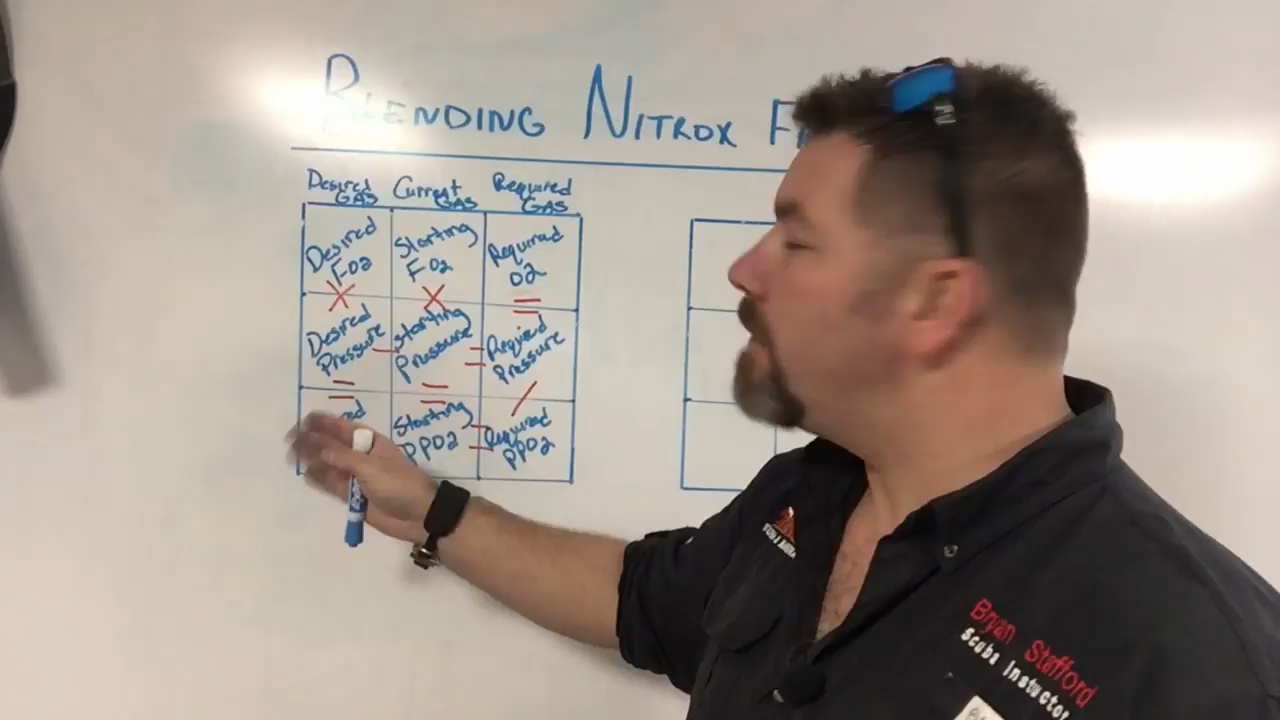 BLENDING NITROX
Desired GAS
Current GAS
Required GAS
Desired
FO2
Starting
FO2
Required
O2
X
X
=
Desired
Pressure
-
Starting
Pressure
=
Required
Pressure
=
=
/
Starting
PPO2
=
Required
PPO2
Bryan Stafford
Scuba Instructor